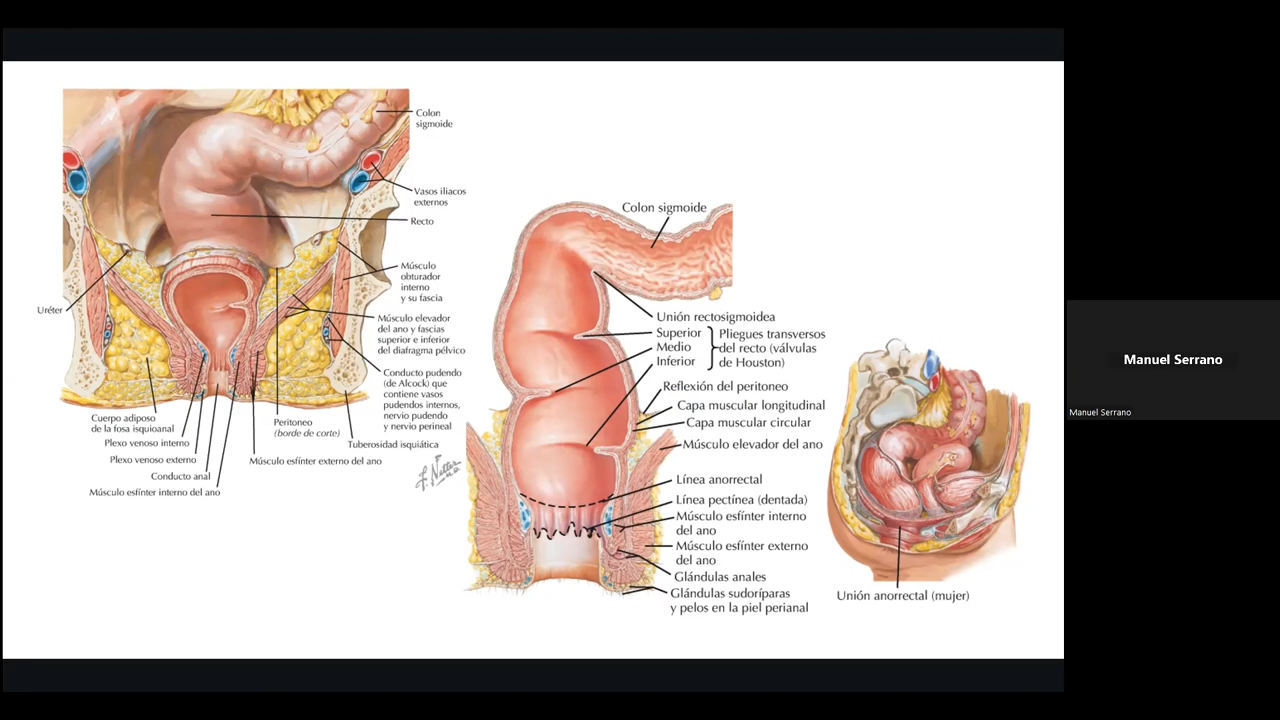 Colon
sigmoide
Vasos iliacos
externos
Recto
Músculo
obturador
interno
y su fascia
Uréter
Músculo elevador
del ano y fascias
superior e inferior
del diafragma pélvico
Conducto pudendo
(de Alcock) que
contiene vasos
pudendos internos,
nervio pudendo
y nervio perineal
Cuerpo adiposo
de la fosa isquioanal
Plexo venoso interno
Plexo venoso externo
Conducto anal
Músculo esfínter interno del ano
Peritoneo
(borde de corte)
Tuberosidad isquiática
Músculo esfínter externo del ano
Colon sigmoide
Unión rectosigmoidea
Superior
Medio
Inferior
Pliegues transversos
del recto (válvulas
de Houston)
Reflexión del peritoneo
Capa muscular longitudinal
Capa muscular circular
Músculo elevador del ano
Línea anorrectal
Línea pectínea (dentada)
Músculo esfínter interno
del ano
Músculo esfínter externo
del ano
Glándulas anales
Glándulas sudoríparas
y pelos en la piel perianal
Unión anorrectal (mujer)
Manuel Serrano
Manuel Serrano